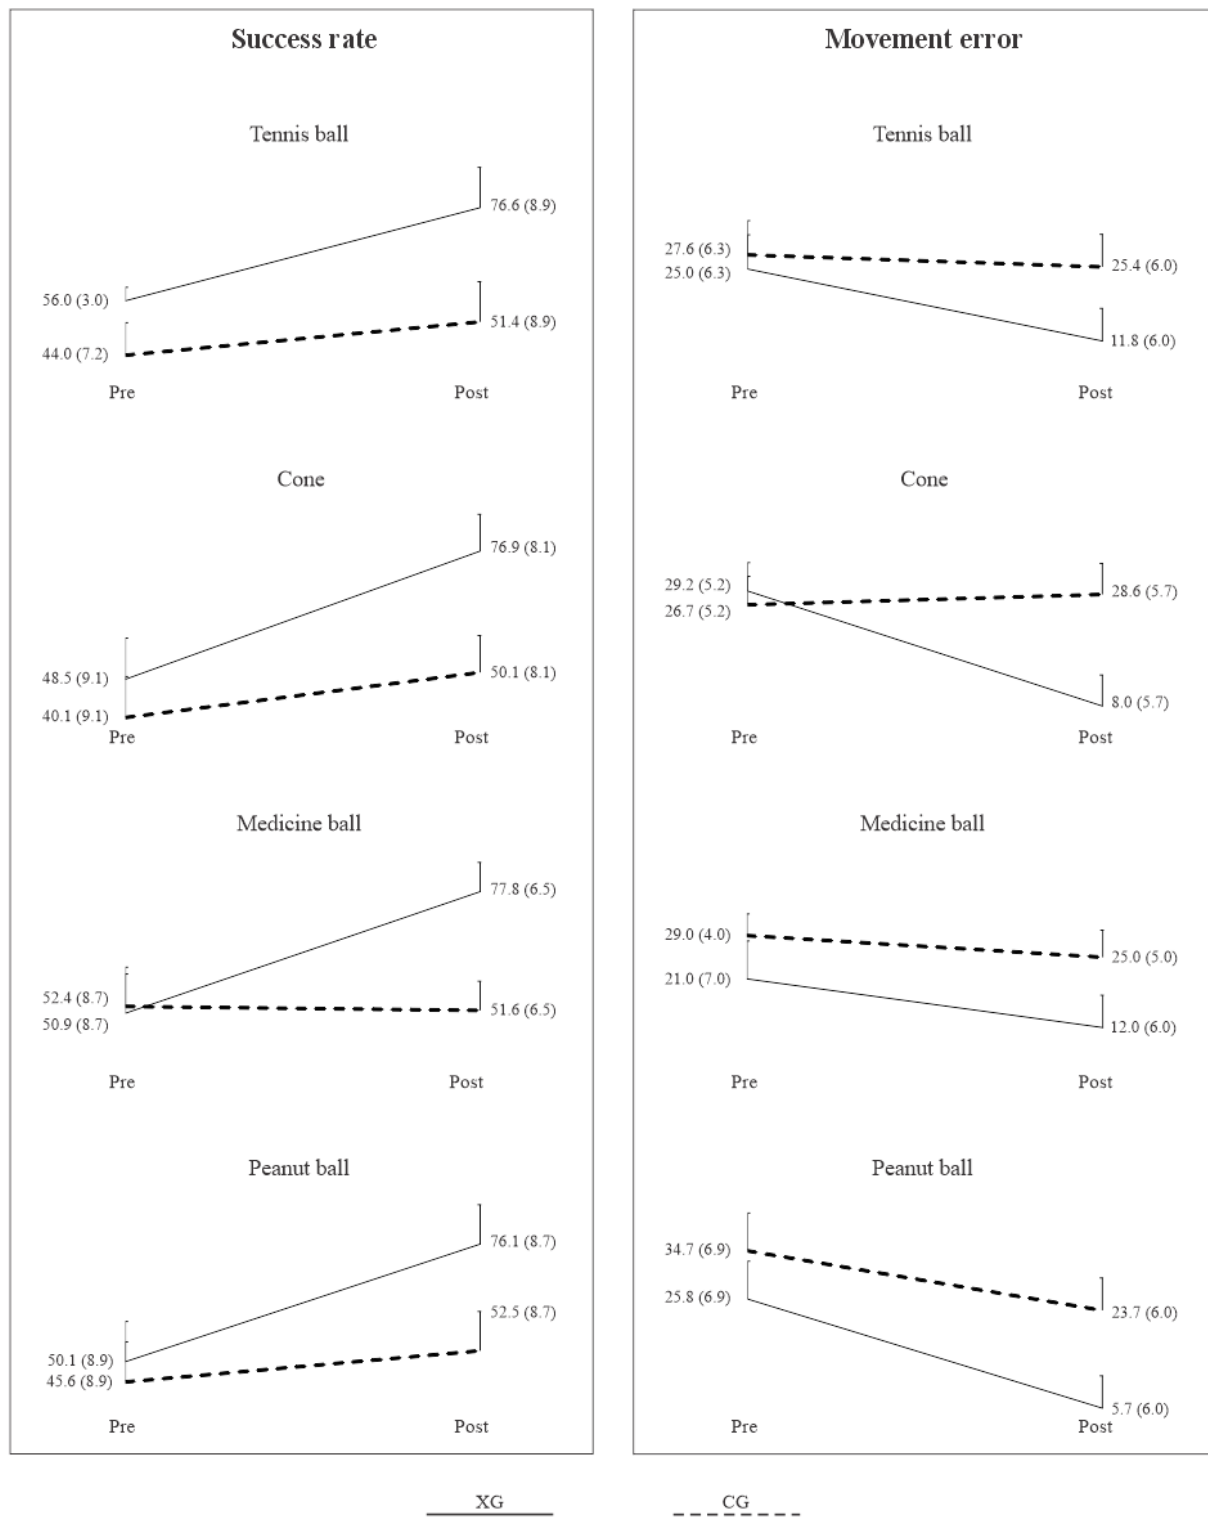 Success rate
Tennis ball
76.6 (8.9)
56.0 (3.0)
51.4 (8.9)
44.0 (7.2)
Pre Post
Cone
76.9 (8.1)
48.5 (9.1)
50.1 (8.1)
40.1 (9.1)
Pre Post
Medicine ball
77.8 (6.5)
52.4 (8.7)
51.6 (6.5)
50.9 (8.7)
Pre Post
Peanut ball
76.1 (8.7)
52.5 (8.7)
50.1 (8.9)
45.6 (8.9)
Pre Post
Movement error
Tennis ball
27.6 (6.3)
25.4 (6.0)
25.0 (6.3)
11.8 (6.0)
Pre Post
Cone
29.2 (5.2)
28.6 (5.7)
26.7 (5.2)
8.0 (5.7)
Pre Post
Medicine ball
29.0 (4.0)
25.0 (5.0)
21.0 (7.0)
12.0 (6.0)
Pre Post
Peanut ball
34.7 (6.9)
25.8 (6.9)
23.7 (6.0)
5.7 (6.0)
Pre Post
XG CG